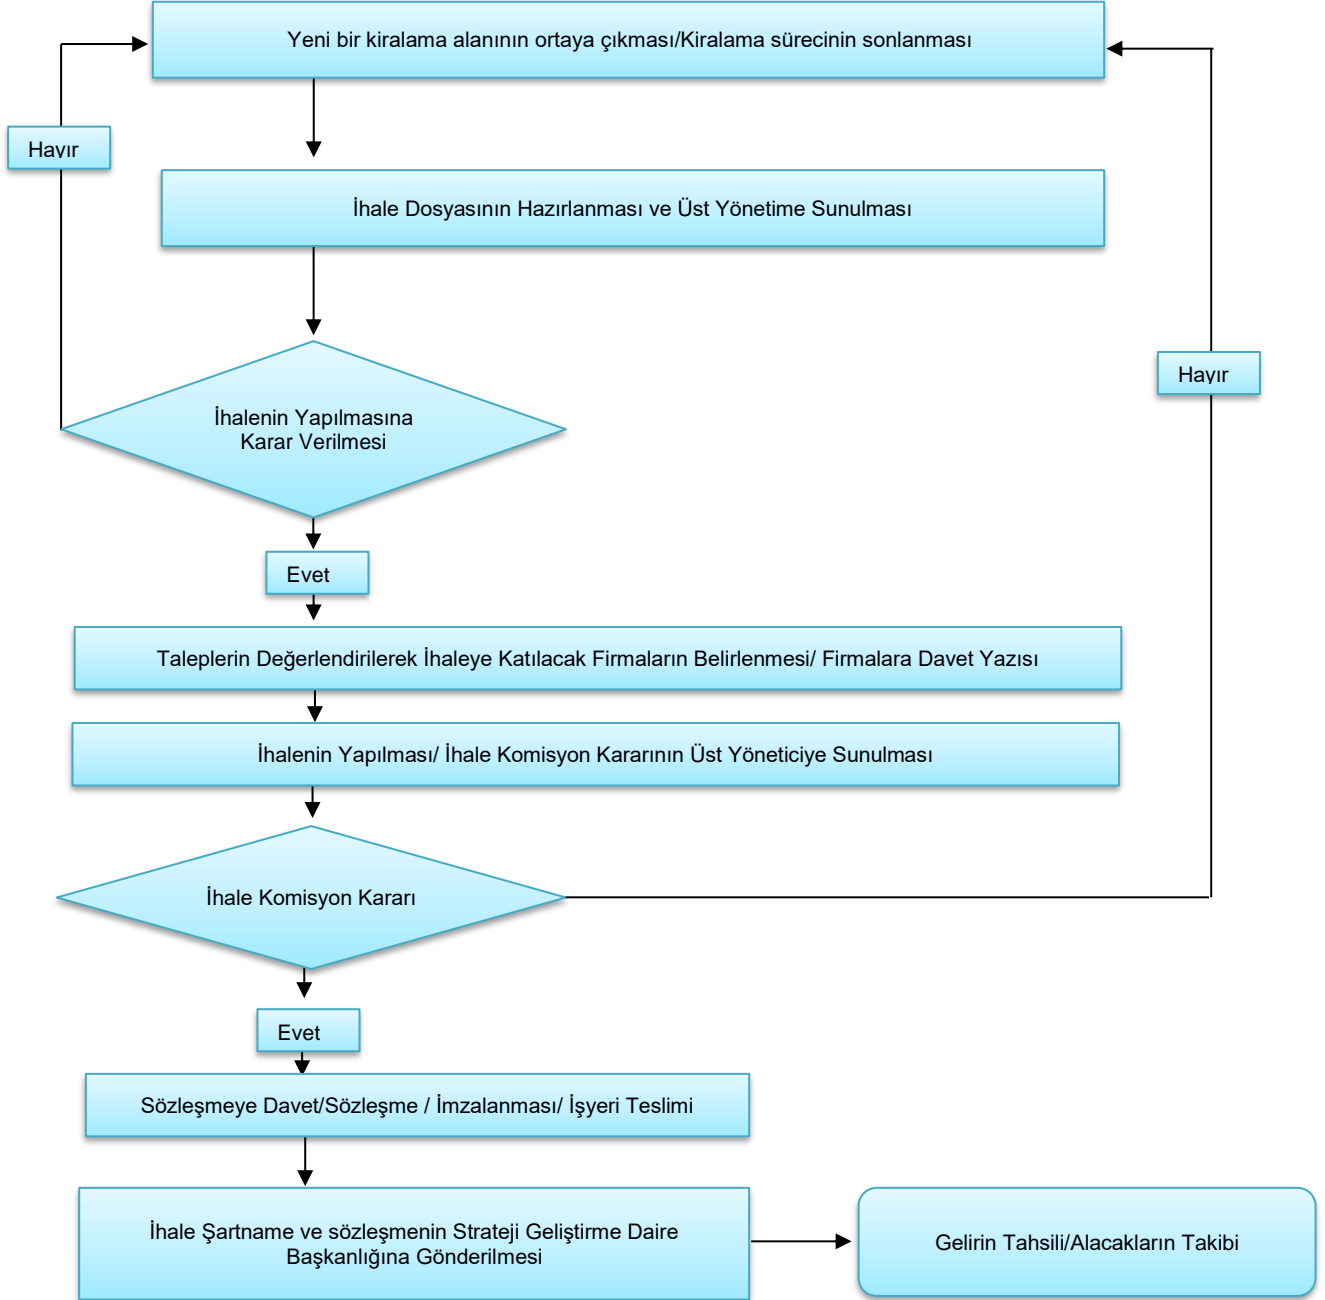 Yeni bir kiralama alanının ortaya çıkması/Kiralama sürecinin sonlanması
Hayır
İhale Dosyasının Hazırlanması ve Üst Yönetime Sunulması
Hayır
İhalenin Yapılmasına
Karar Verilmesi
Evet
Taleplerin Değerlendirilerek İhaleye Katılacak Firmaların Belirlenmesi/ Firmalara Davet Yazısı
İhalenin Yapılması/ İhale Komisyon Kararının Üst Yöneticiye Sunulması
İhale Komisyon Kararı
Evet
Sözleşmeye Davet/Sözleşme / İmzalanması/ İşyeri Teslimi
İhale Şartname ve sözleşmenin Strateji Geliştirme Daire
Başkanlığına Gönderilmesi
Gelirin Tahsili/Alacakların Takibi